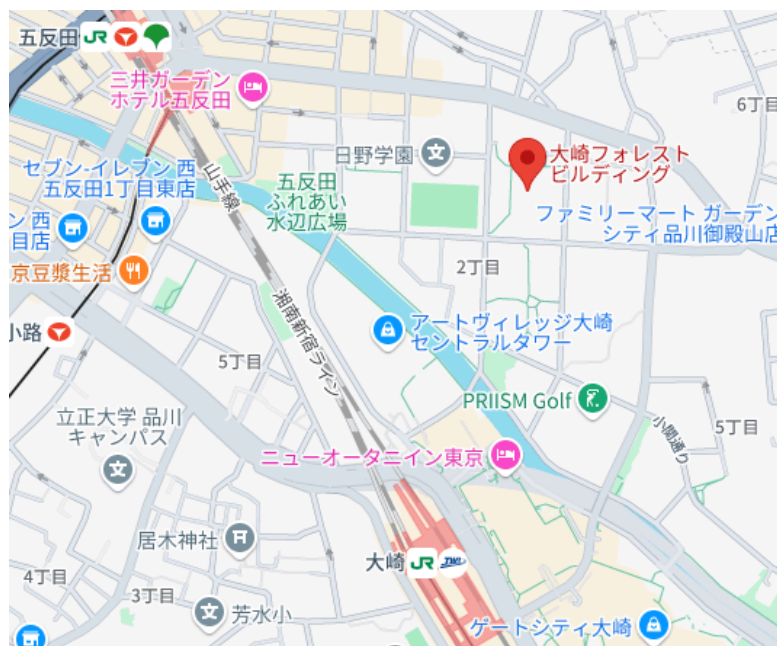 五反田 JR
三井ガーデン
ホテル五反田
6丁目
日野学園
大崎フォレスト
ビルディング
セブン-イレブン 西
五反田1丁目東店
山手線
五反田
ふれあい
水辺広場
ン 西
目店
ファミリーマート ガーデン
シティ品川御殿山店
京豆漿生活
2丁目
湘南新宿ライン
小路
アートヴィレッジ大崎
セントラルタワー
5丁目
PRIISM Golf
立正大学 品川
キャンパス
小関通り
5丁目
ニューオータニイン東京
居木神社
大崎 JR TWR
4丁目
3丁目
芳水小
ゲートシティ大崎